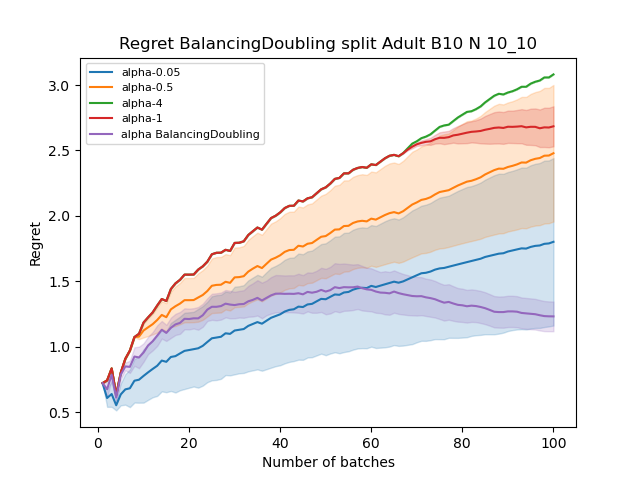 Regret BalancingDoubling split Adult B10 N 10_10
alpha-0.05
alpha-0.5
alpha-4
alpha-1
alpha BalancingDoubling
Regret
3.0
2.5
2.0
1.5
1.0
0.5
0 20 40 60 80 100
Number of batches